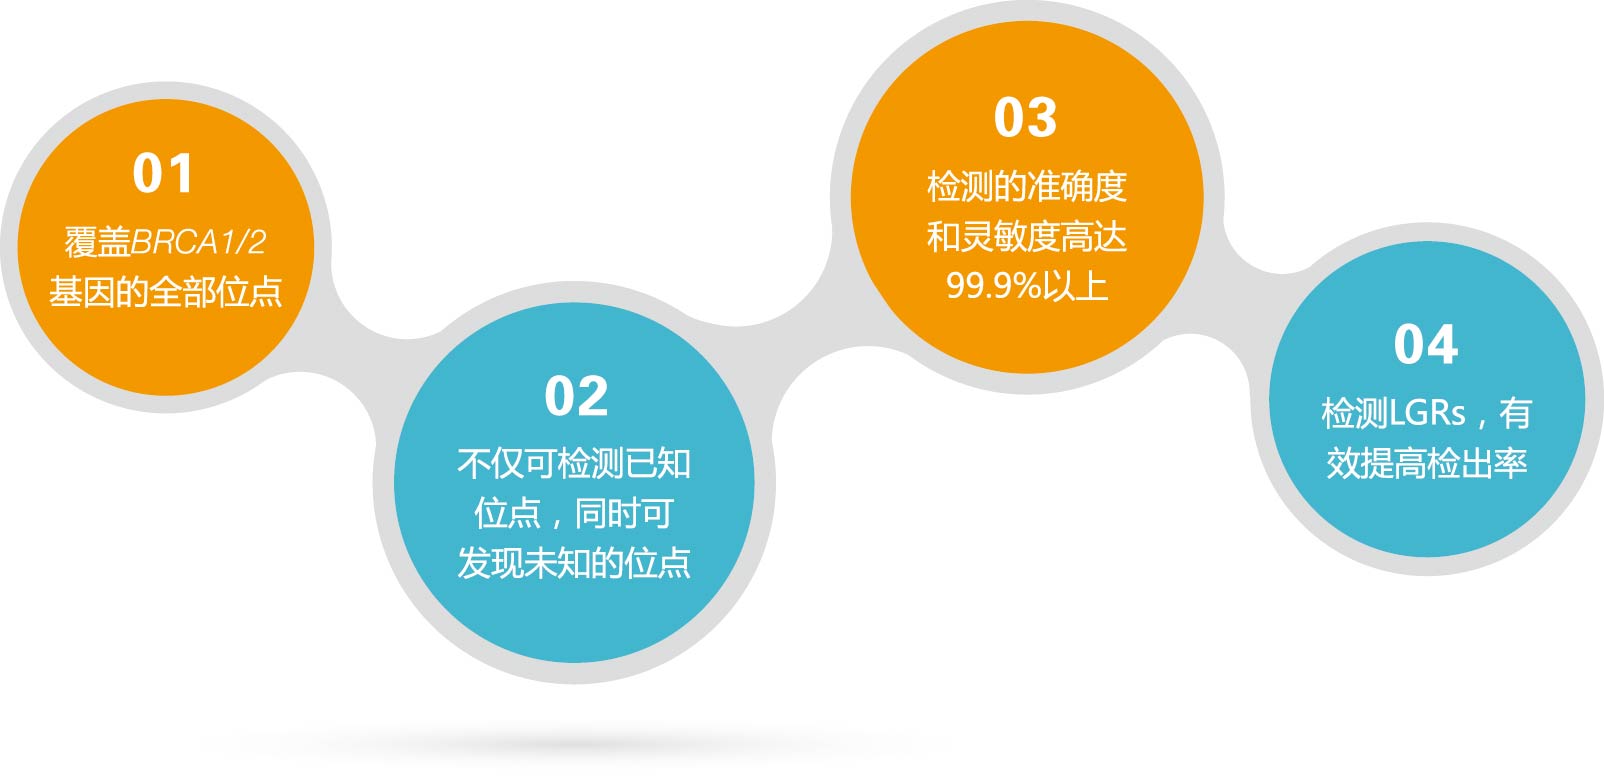 01
覆盖BRCA1/2
基因的全部位点
02
不仅可检测已知
位点，同时可
发现未知的位点
03
检测的准确度
和灵敏度高达
99.9%以上
04
检测LGRs，有
效提高检出率